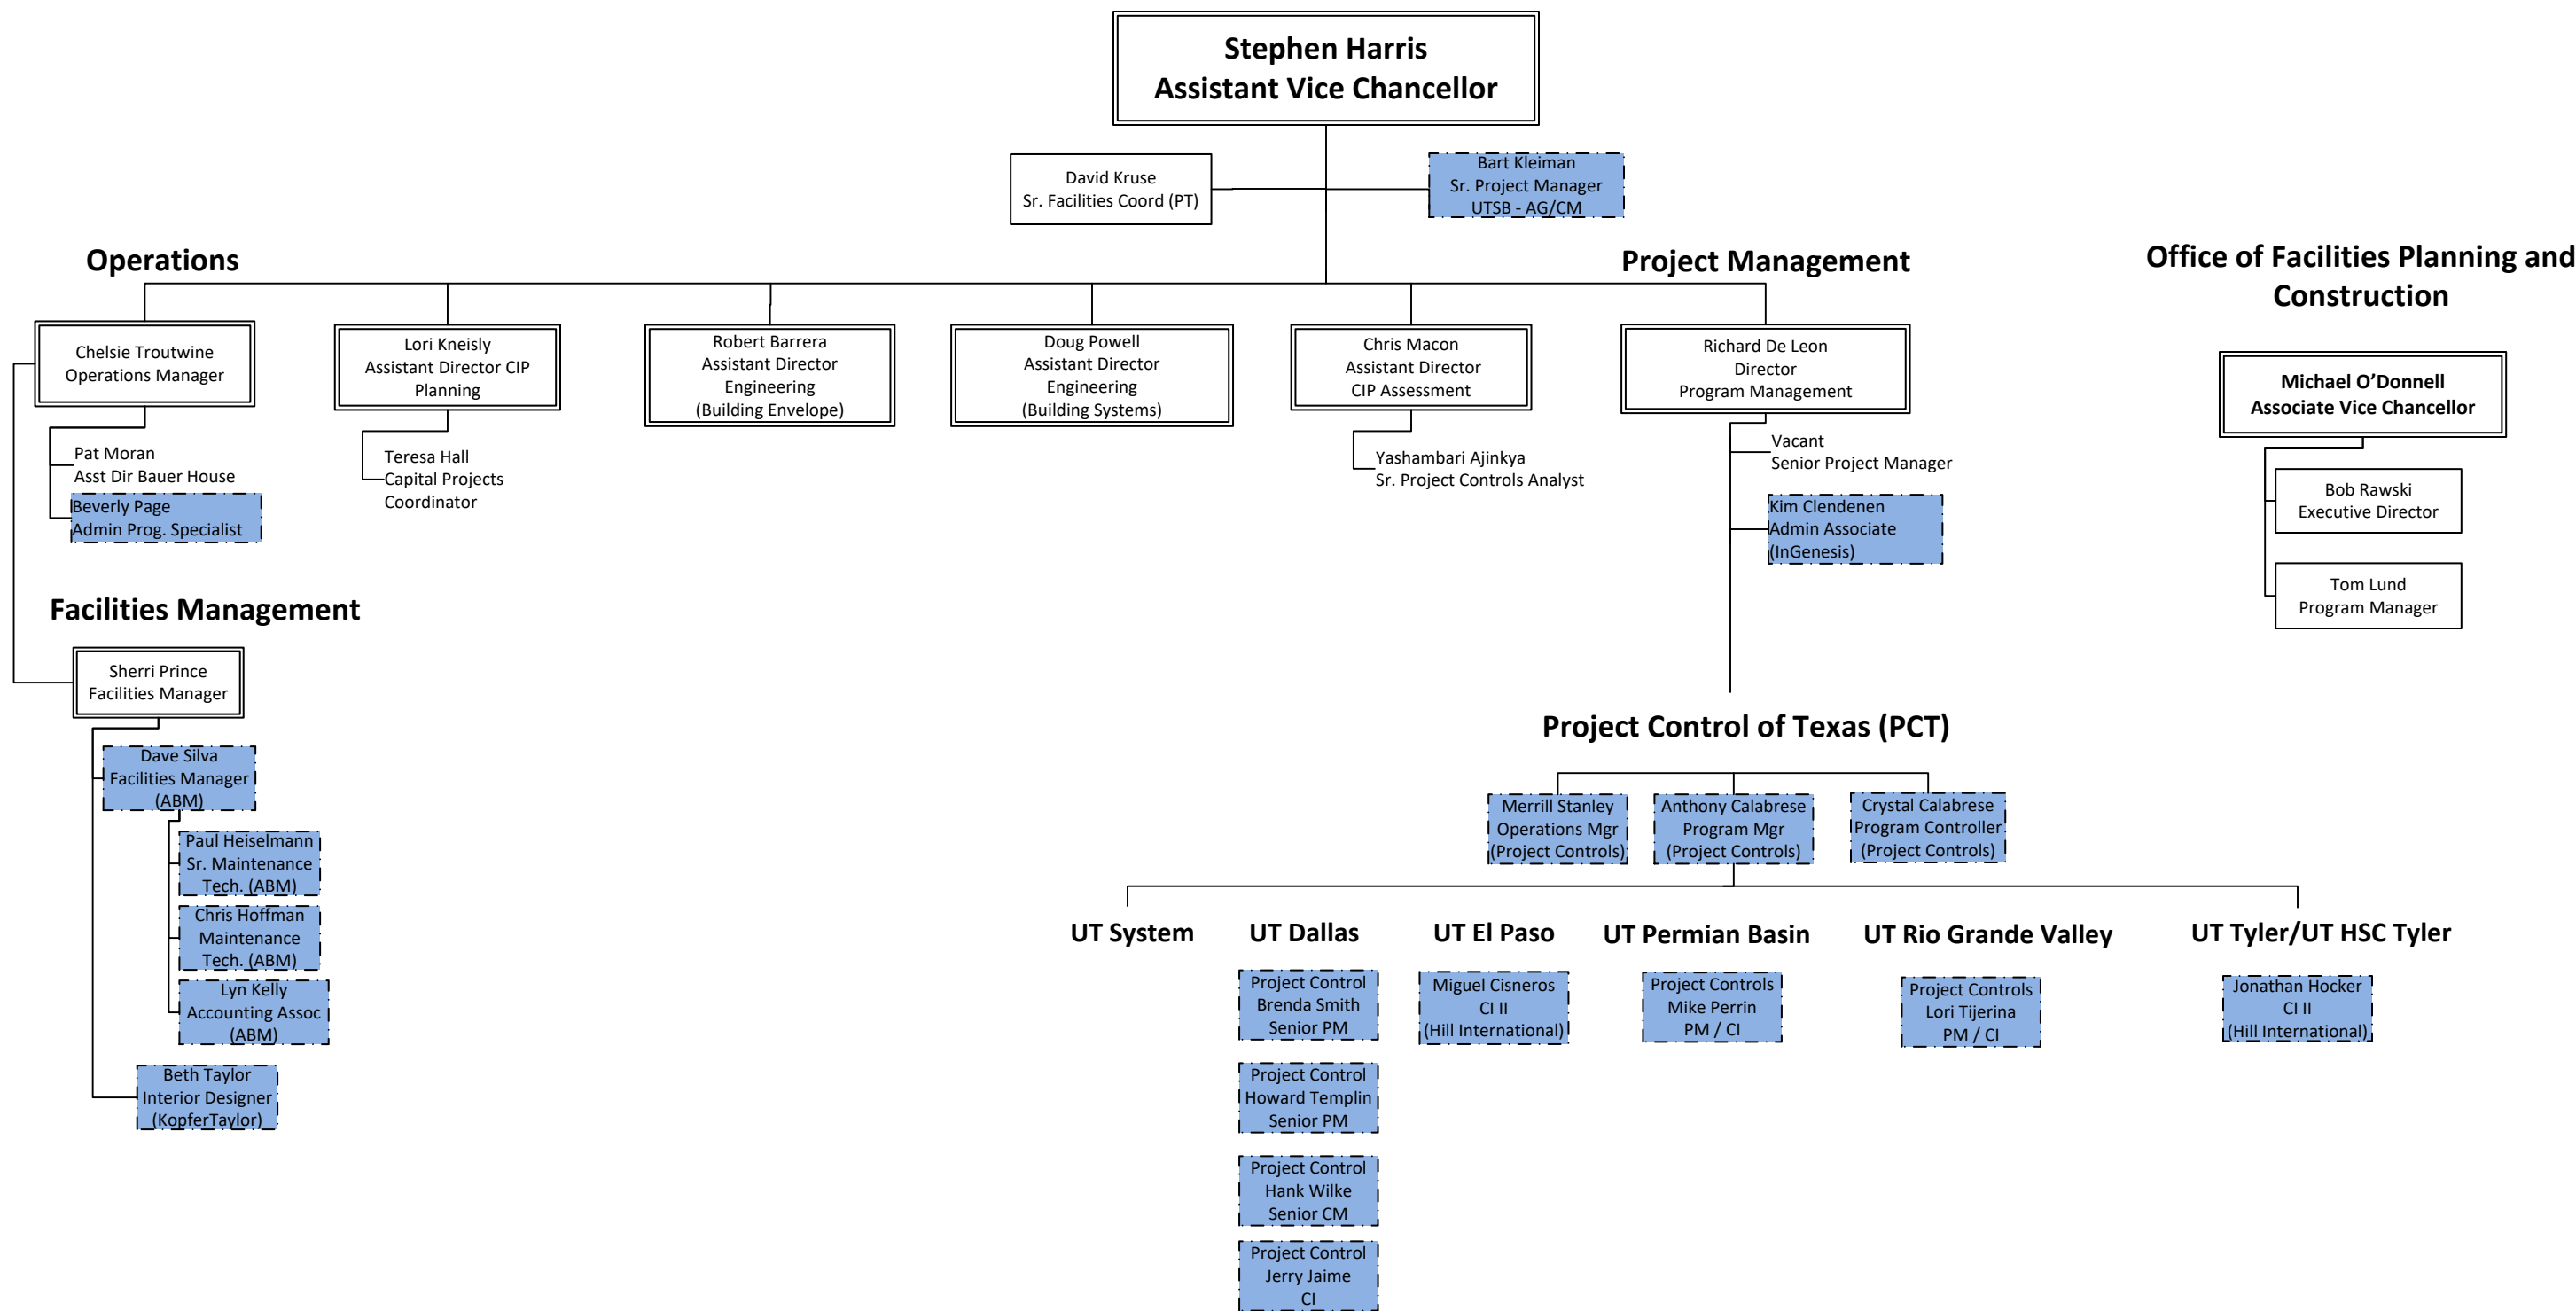 Stephen Harris
Assistant Vice Chancellor
David Kruse
Sr. Facilities Coord (PT)
Bart Kleiman
Sr. Project Manager
UTSB - AG/CM
Operations
Project Management
Office of Facilities Planning and
Construction
Chelsie Troutwine
Operations Manager
Lori Kneisly
Assistant Director CIP
Planning
Robert Barrera
Assistant Director
Engineering
(Building Envelope)
Doug Powell
Assistant Director
Engineering
(Building Systems)
Chris Macon
Assistant Director
CIP Assessment
Richard De Leon
Director
Program Management
Michael O’Donnell
Associate Vice Chancellor
Pat Moran
Asst Dir Bauer House
Beverly Page
Admin Prog. Specialist
Teresa Hall
Capital Projects
Coordinator
Yashambari Ajinkya
Sr. Project Controls Analyst
Vacant
Senior Project Manager
Kim Clendenen
Admin Associate
(InGenesis)
Bob Rawski
Executive Director
Tom Lund
Program Manager
Facilities Management
Sherri Prince
Facilities Manager
Dave Silva
Facilities Manager
(ABM)
Paul Heiselmann
Sr. Maintenance
Tech. (ABM)
Chris Hoffman
Maintenance
Tech. (ABM)
Lyn Kelly
Accounting Assoc
(ABM)
Beth Taylor
Interior Designer
(KopferTaylor)
Project Control of Texas (PCT)
Merrill Stanley
Operations Mgr
(Project Controls)
Anthony Calabrese
Program Mgr
(Project Controls)
Crystal Calabrese
Program Controller
(Project Controls)
UT System
UT Dallas
UT El Paso
UT Permian Basin
UT Rio Grande Valley
UT Tyler/UT HSC Tyler
Project Control
Brenda Smith
Senior PM
Project Control
Howard Templin
Senior PM
Project Control
Hank Wilke
Senior CM
Project Control
Jerry Jaime
CI
Miguel Cisneros
CI II
(Hill International)
Project Controls
Mike Perrin
PM / CI
Project Controls
Lori Tijerina
PM / CI
Jonathan Hocker
CI II
(Hill International)